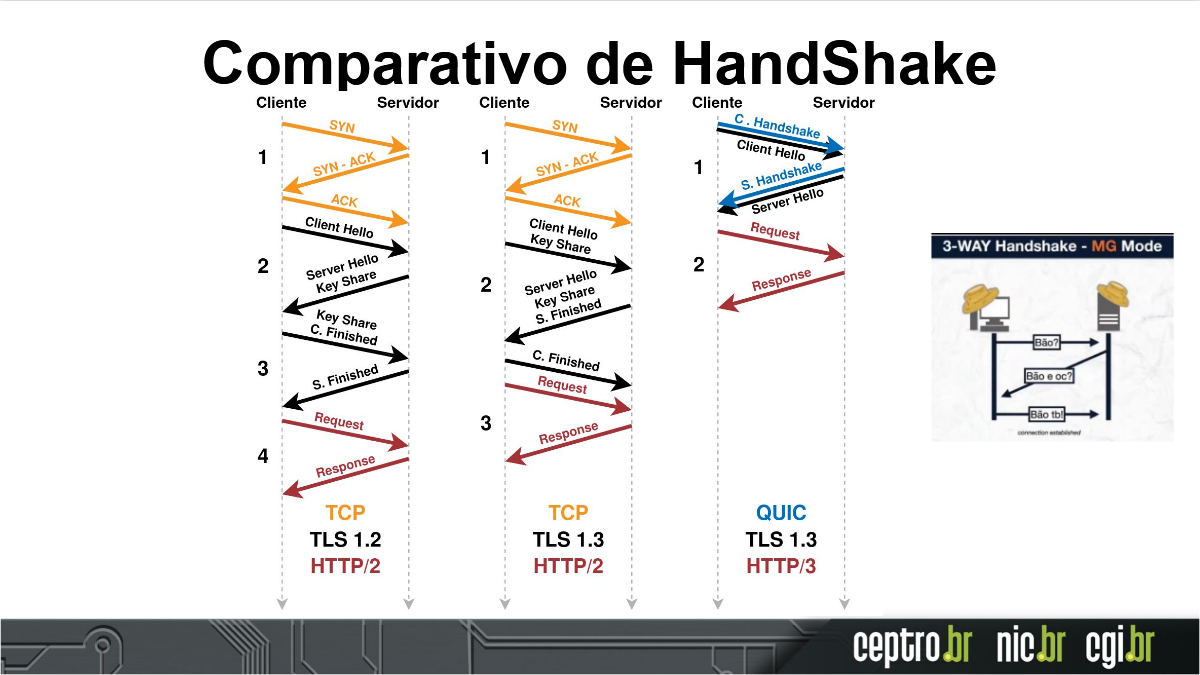 Comparativo de HandShake
Cliente
Servidor
1
SYN
SYN - ACK
ACK
2
Client Hello
Server Hello
Key Share
3
Key Share
C. Finished
S. Finished
4
Request
Response
TCP
TLS 1.2
HTTP/2
Cliente
Servidor
1
SYN
SYN - ACK
ACK
2
Client Hello
Key Share
Server Hello
Key Share
S. Finished
3
C. Finished
Request
Response
TCP
TLS 1.3
HTTP/2
Cliente
Servidor
1
C . Handshake
Client Hello
S. Handshake
Server Hello
2
Request
Response
QUIC
TLS 1.3
HTTP/3
3-WAY Handshake - MG Mode
Bão?
Bão e oc?
Bão tb!
connection established
ceptro.br nic.br cgi.br